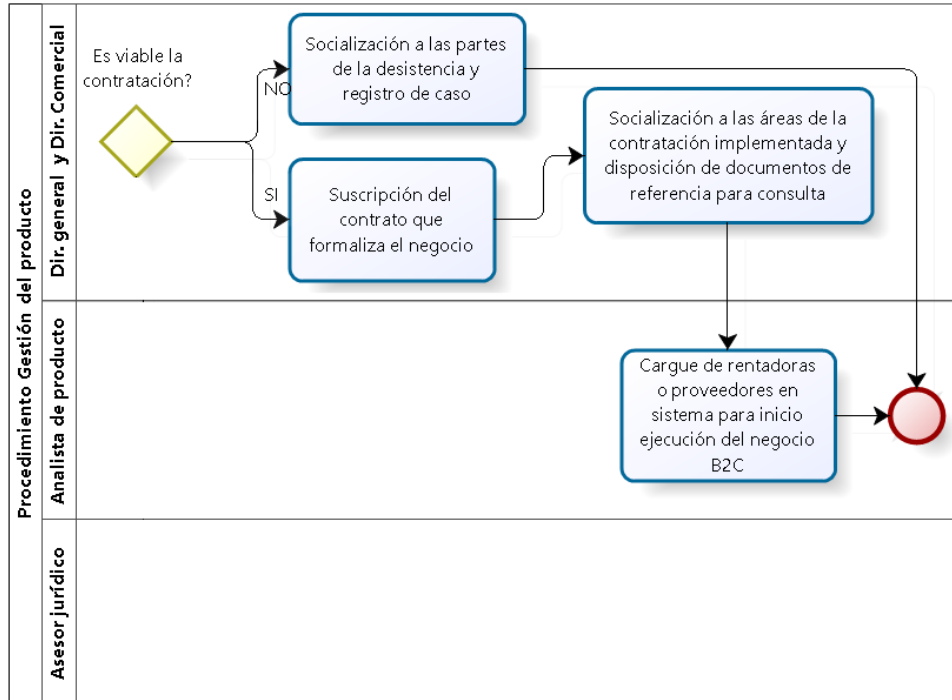 Procedimiento Gestión del producto
Dir. general y Dir. Comercial
Es viable la
contratación?
NO
SI
Socialización a las partes
de la desistencia y
registro de caso
Suscripción del
contrato que
formaliza el negocio
Socialización a las áreas de la
contratación implementada y
disposición de documentos de
referencia para consulta
Analista de producto
Cargue de rentadoras
o proveedores en
sistema para inicio
ejecución del negocio
B2C
Asesor jurídico